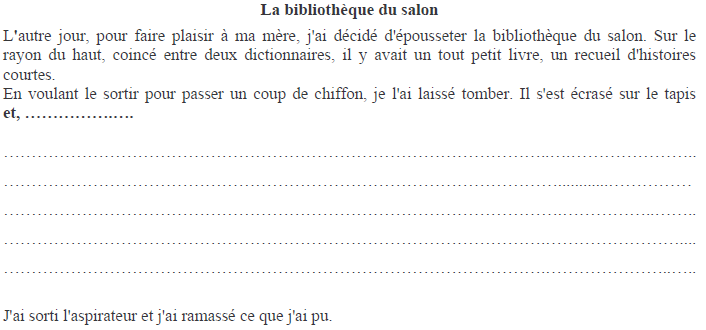 La bibliothèque du salon
L'autre jour, pour faire plaisir à ma mère, j'ai décidé d'épousseter la bibliothèque du salon. Sur le
rayon du haut, coincé entre deux dictionnaires, il y avait un tout petit livre, un recueil d'histoires
courtes.
En voulant le sortir pour passer un coup de chiffon, je l'ai laissé tomber. Il s'est écrasé sur le tapis
et, …………………
………………………………………………………………………………………………………………
………………………………………………………………………………………...........……………
………………………………………………………………………………………………………………
………………………………………………………………………………………………………………
………………………………………………………………………………………………………………
J'ai sorti l'aspirateur et j'ai ramassé ce que j'ai pu.